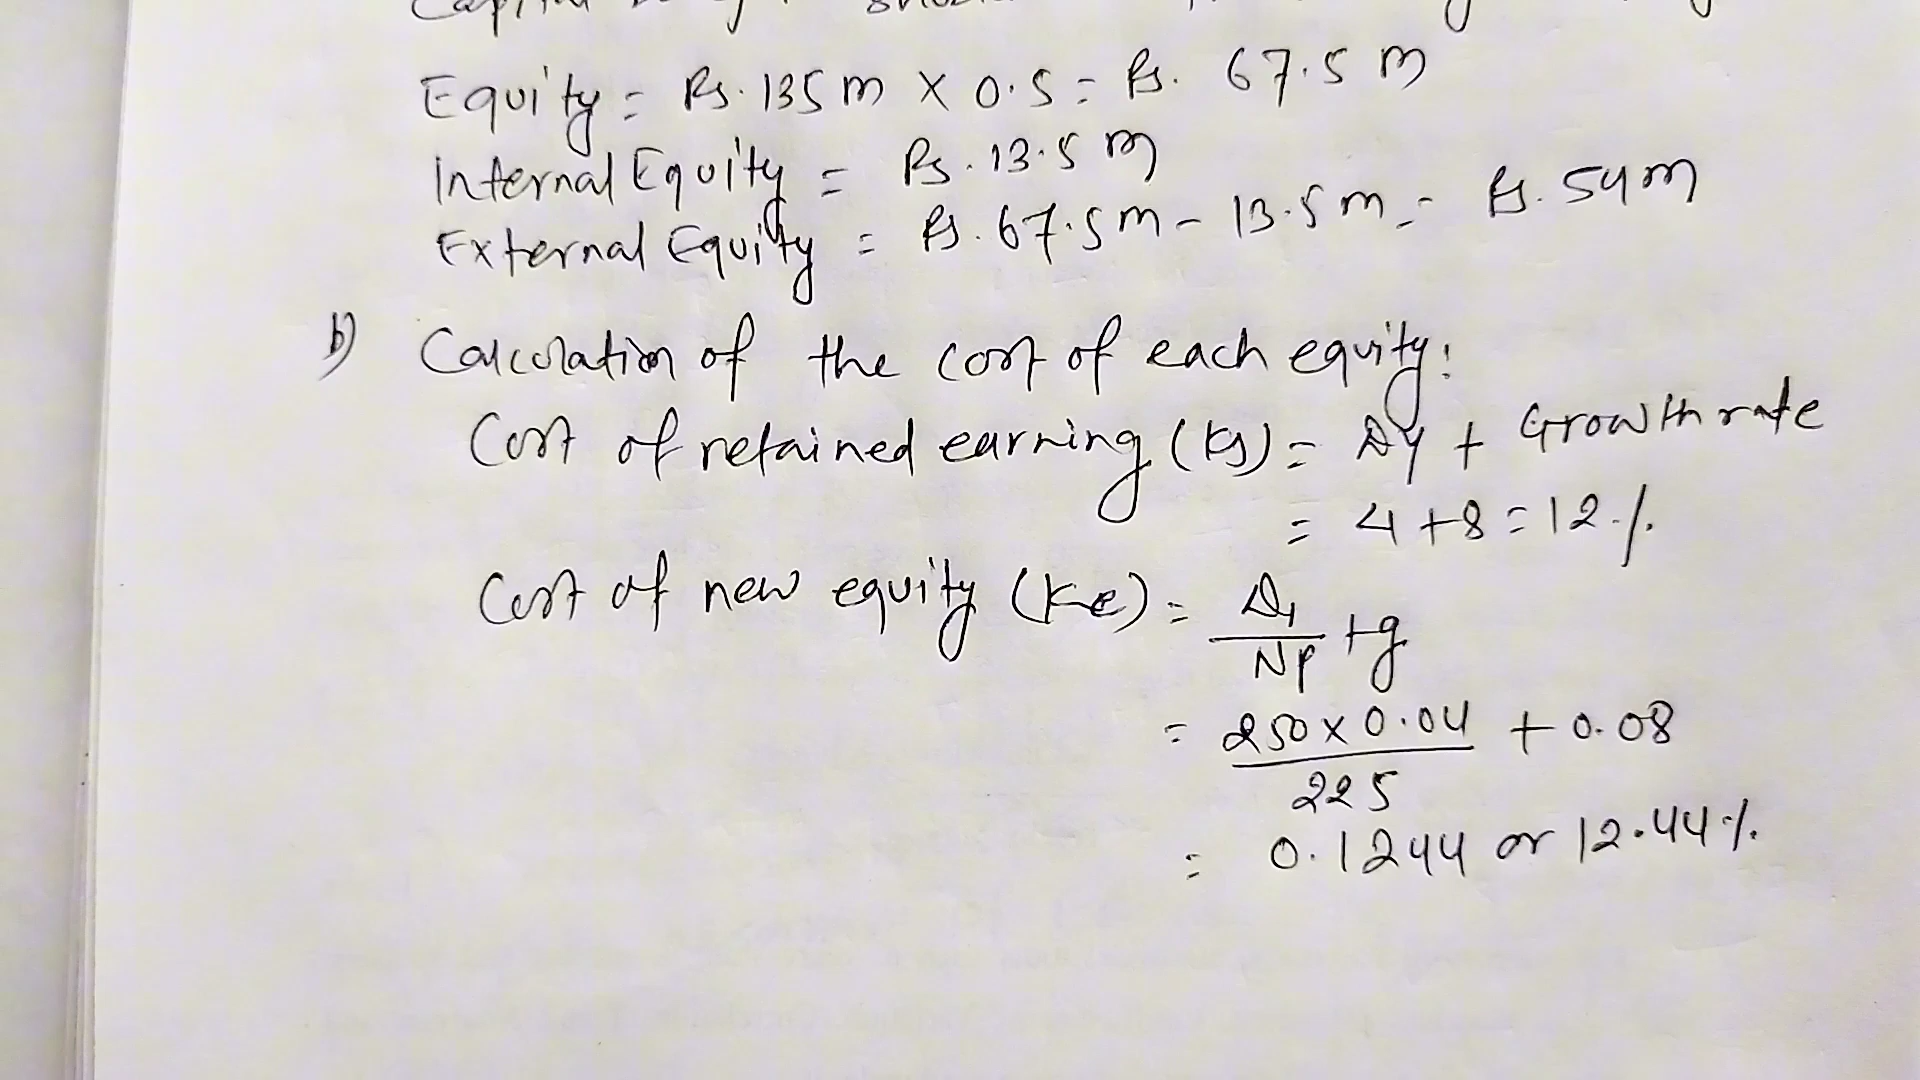 Capital
Equity = Rs. 135 m × 0.5 = Rs. 67.5 m
Internal Equity = Rs. 13.5 m
External Equity = Rs. 67.5 m - 13.5 m = Rs. 54 m
b) Calculation of the cost of each equity:
Cost of retained earning (Ks) = Dy + Growth rate
= 4 + 8 = 12 %
Cost of new equity (Ke) = D1
NP + g
= 250 × 0.04 + 0.08
225
= 0.1244 or 12.44 %